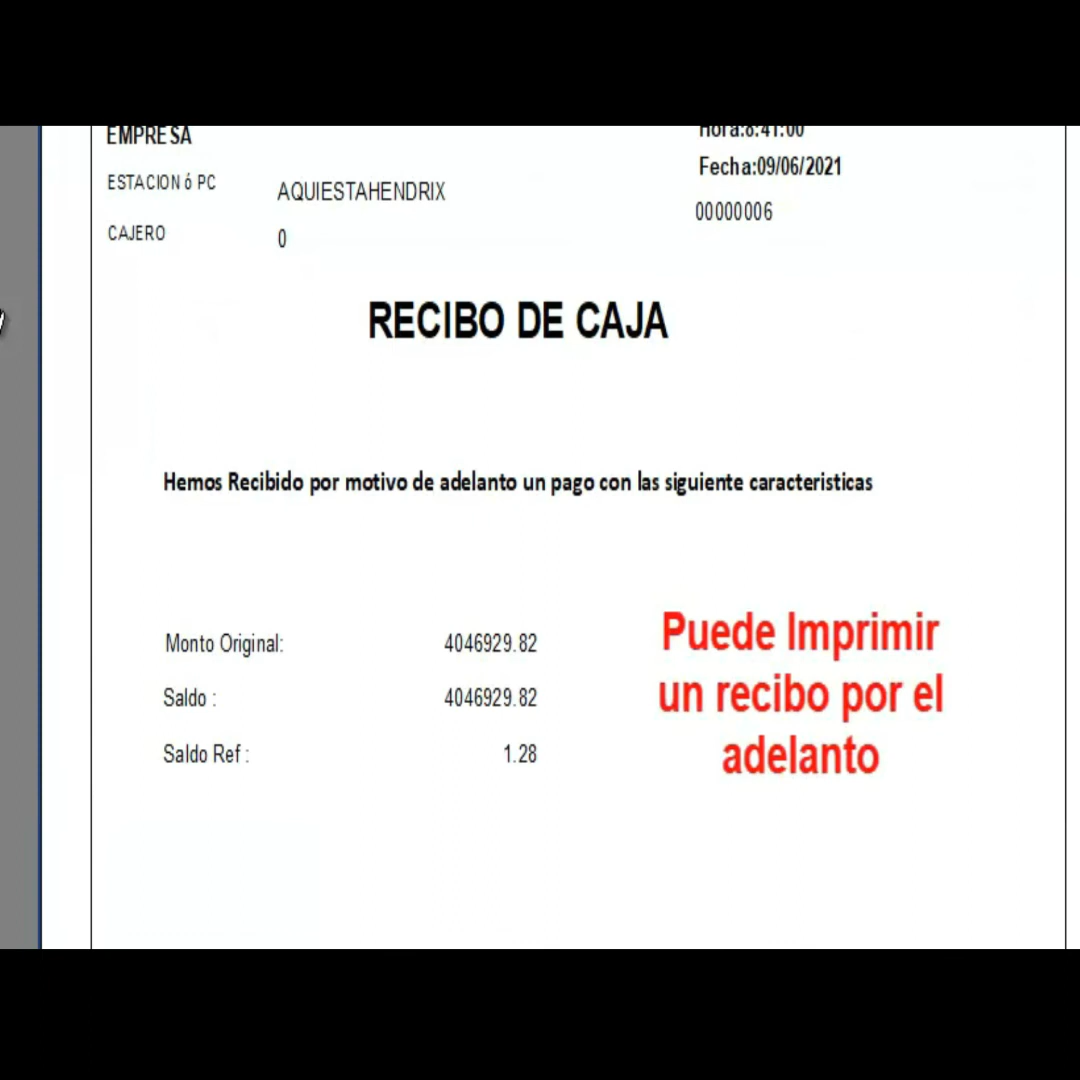 EMPRESA
Hora:8:41:00
Fecha:09/06/2021
ESTACION ó PC
AQUIESTAHENDRIX
00000006
CAJERO
0
RECIBO DE CAJA
Hemos Recibido por motivo de adelanto un pago con las siguiente caracteristicas
Monto Original: 4046929.82
Saldo : 4046929.82
Saldo Ref : 1.28
Puede Imprimir
un recibo por el
adelanto